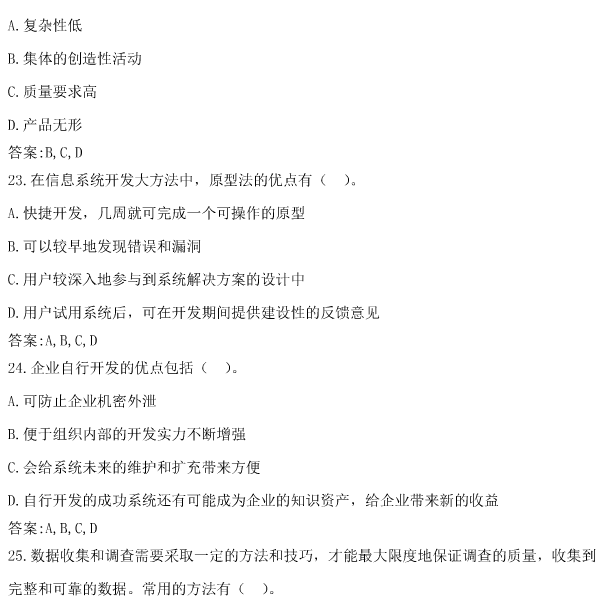 A.复杂性低
B.集体的创造性活动
C.质量要求高
D.产品无形
答案:B,C,D
23.在信息系统开发大方法中，原型法的优点有（　）。
A.快捷开发，几周就可完成一个可操作的原型
B.可以较早地发现错误和漏洞
C.用户较深入地参与到系统解决方案的设计中
D.用户试用系统后，可在开发期间提供建设性的反馈意见
答案:A,B,C,D
24.企业自行开发的优点包括（　）。
A.可防止企业机密外泄
B.便于组织内部的开发实力不断增强
C.会给系统未来的维护和扩充带来方便
D.自行开发的成功系统还有可能成为企业的知识资产，给企业带来新的收益
答案:A,B,C,D
25.数据收集和调查需要采取一定的方法和技巧，才能最大限度地保证调查的质量，收集到
完整和可靠的数据。常用的方法有（　）。